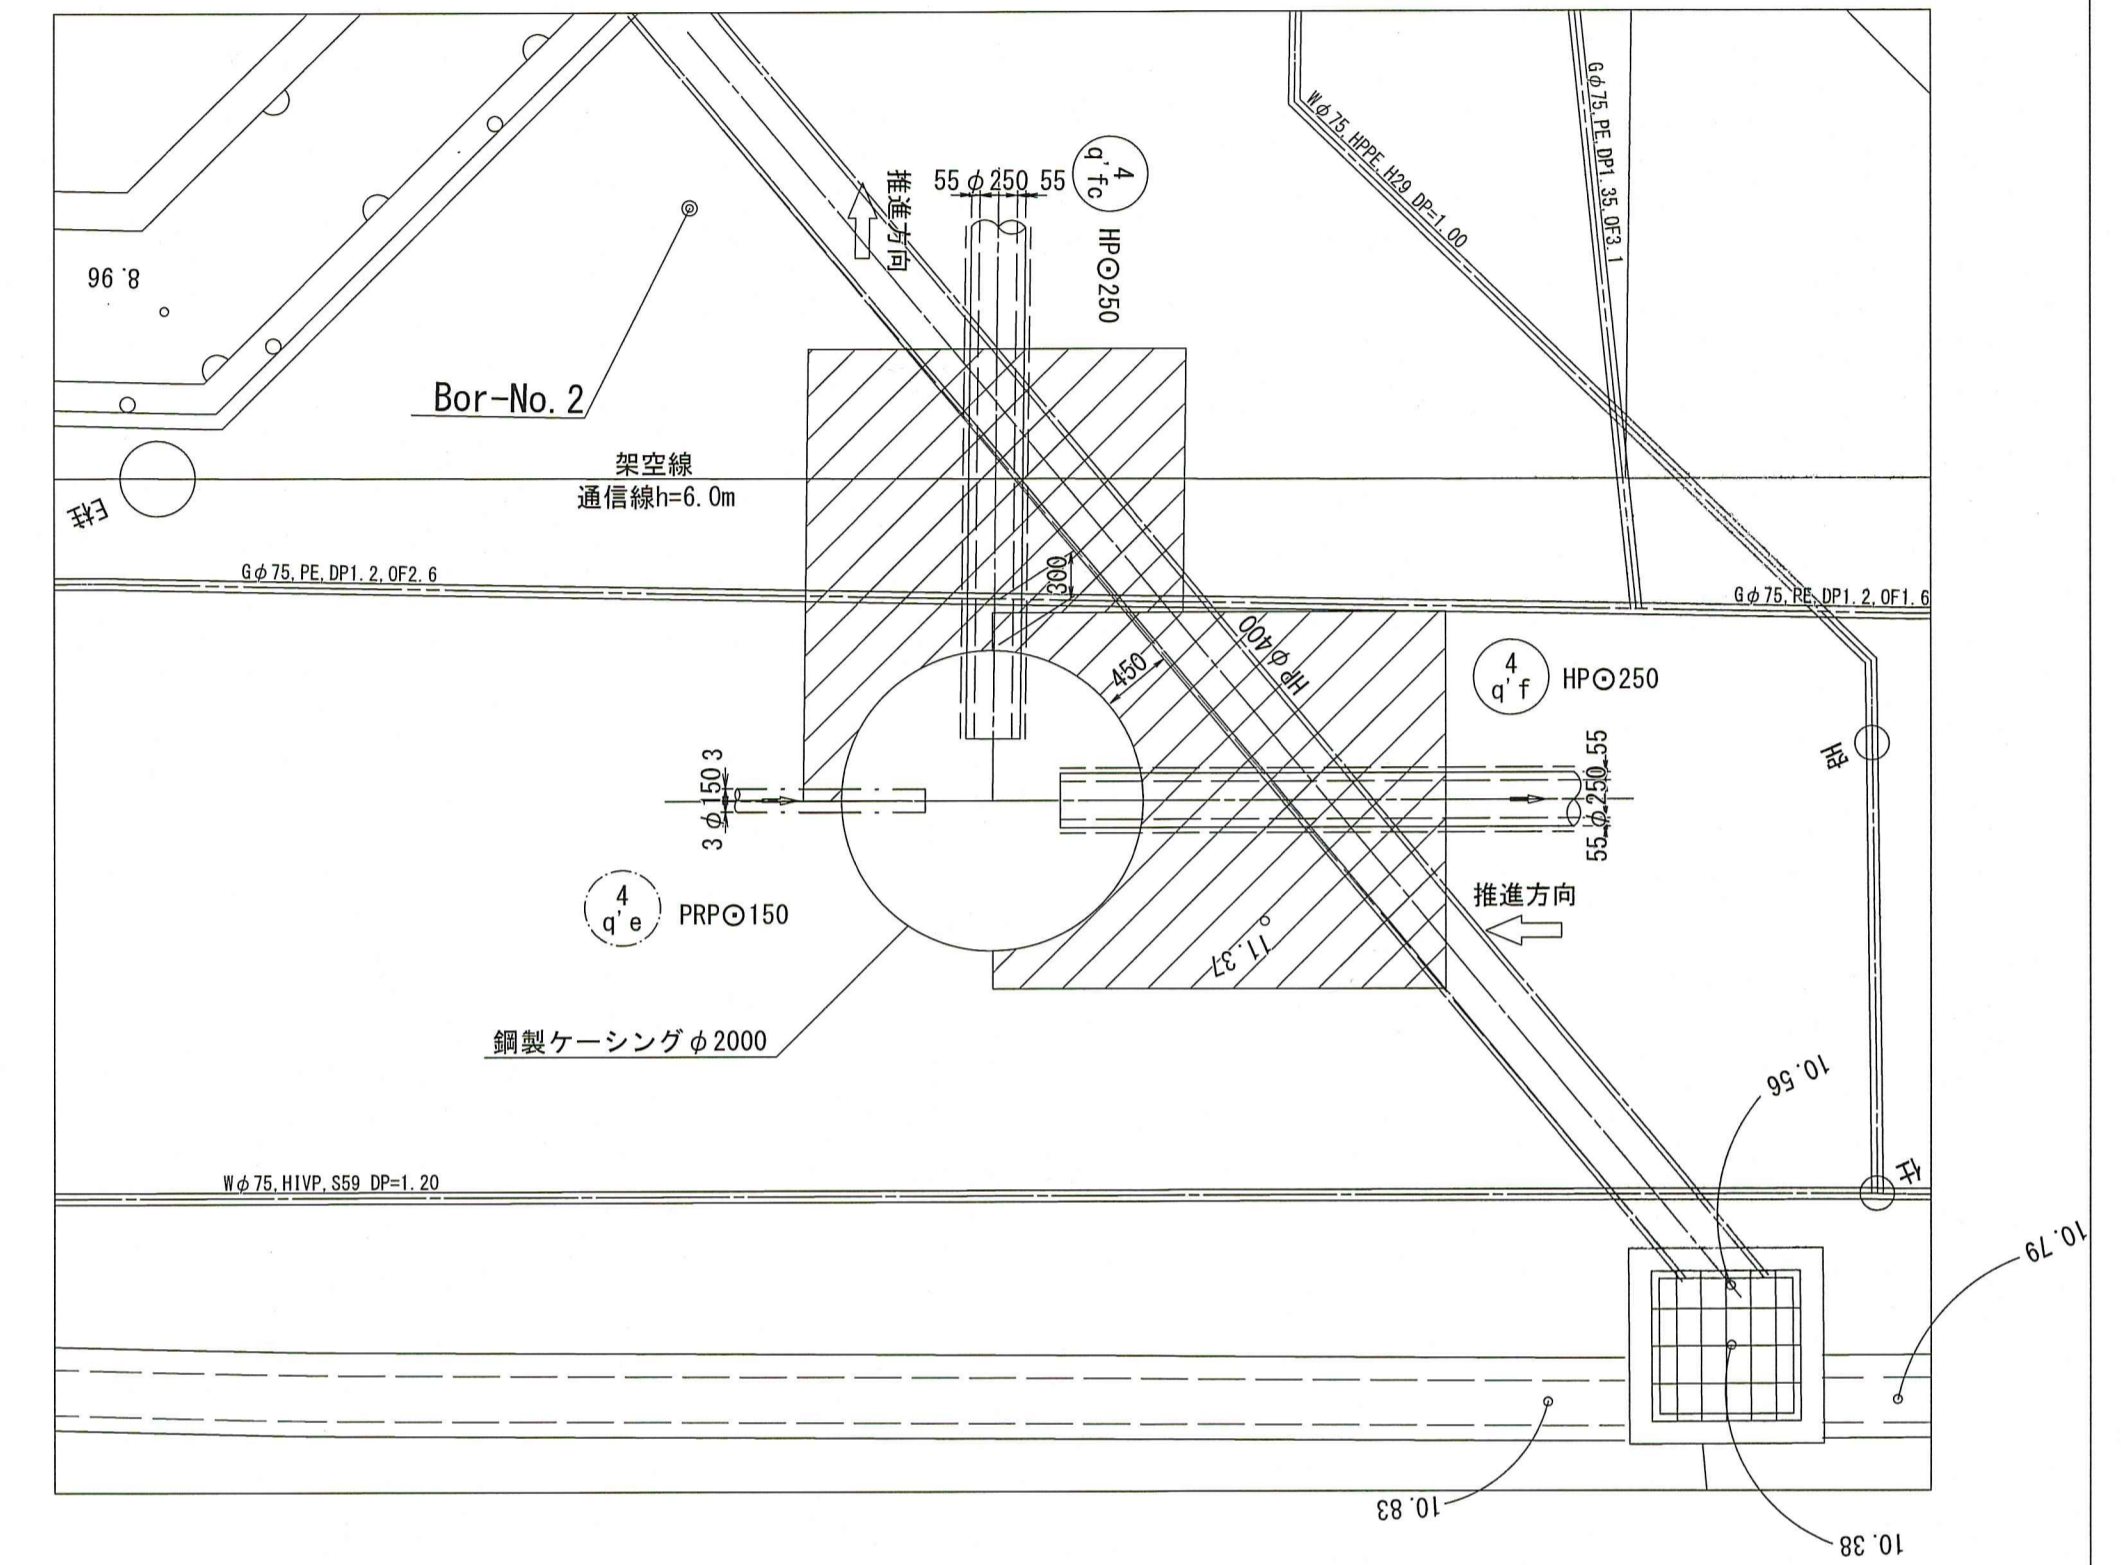 Wφ75,HPPE,H29 DP=1.00
Gφ75,PE,DP1.35,OF3.1
4
q'fc
55 φ250 55
推進方向
HP⊙250
8.96
Bor-No.2
架空線
通信線h=6.0m
E柱
Gφ75,PE,DP1.2,OF2.6
300
Gφ75,PE,DP1.2,OF1.6
HPφ400
450
4
q'f
HP⊙250
3 φ150 3
55 φ250 55
4
q'e
PRP⊙150
推進方向
11.37
鋼製ケーシングφ2000
10.56
Wφ75,HIVP,S59 DP=1.20
仕
10.79
10.83
10.38